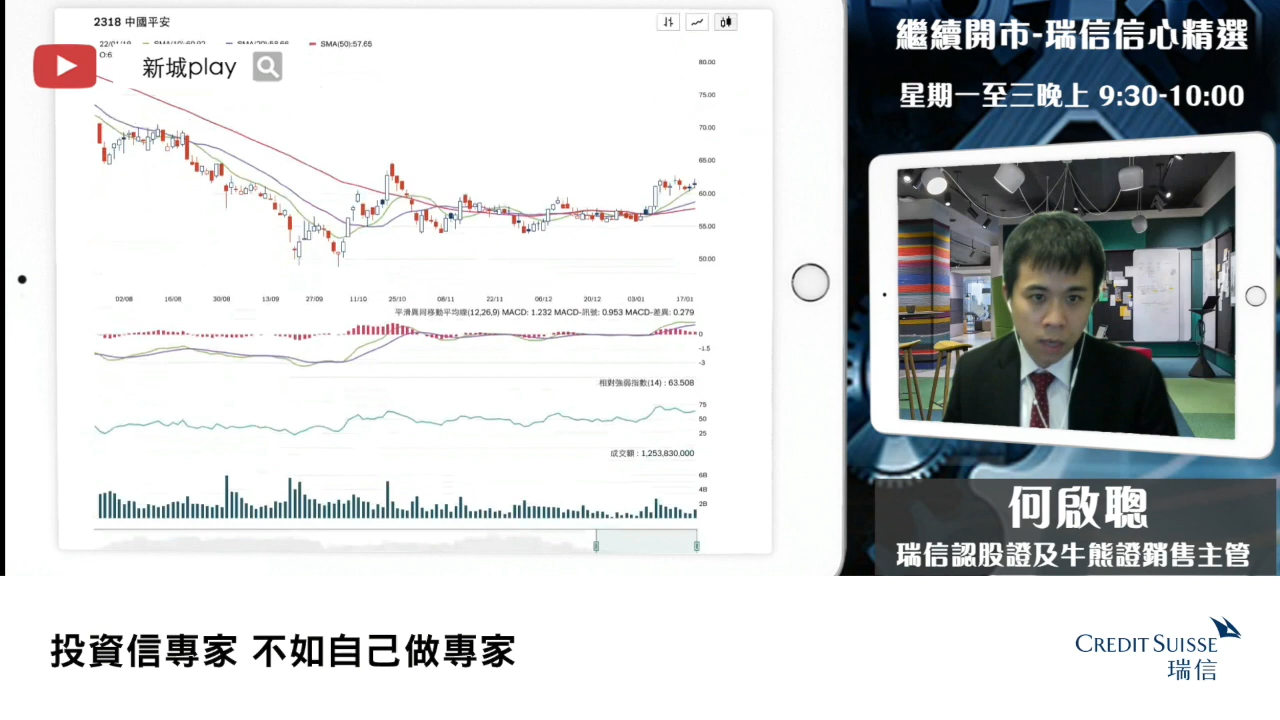 2318 中國平安
SMA(50):57.65
新城play
80.00
75.00
70.00
65.00
60.00
55.00
50.00
02/08 16/08 30/08 13/09 27/09 11/10 25/10 08/11 22/11 06/12 20/12 03/01 17/01
平滑異同移動平均線(12,26,9) MACD: 1.232 MACD-訊號: 0.953 MACD-差異: 0.279
0
-1.5
-3
相對強弱指數(14) : 63.508
75
50
25
成交額 : 1,253,830,000
6B
4B
2B
繼續開市-瑞信信心精選
星期一至三晚上 9:30-10:00
何啟聰
瑞信認股證及牛熊證銷售主管
投資信專家 不如自己做專家
CREDIT SUISSE
瑞信